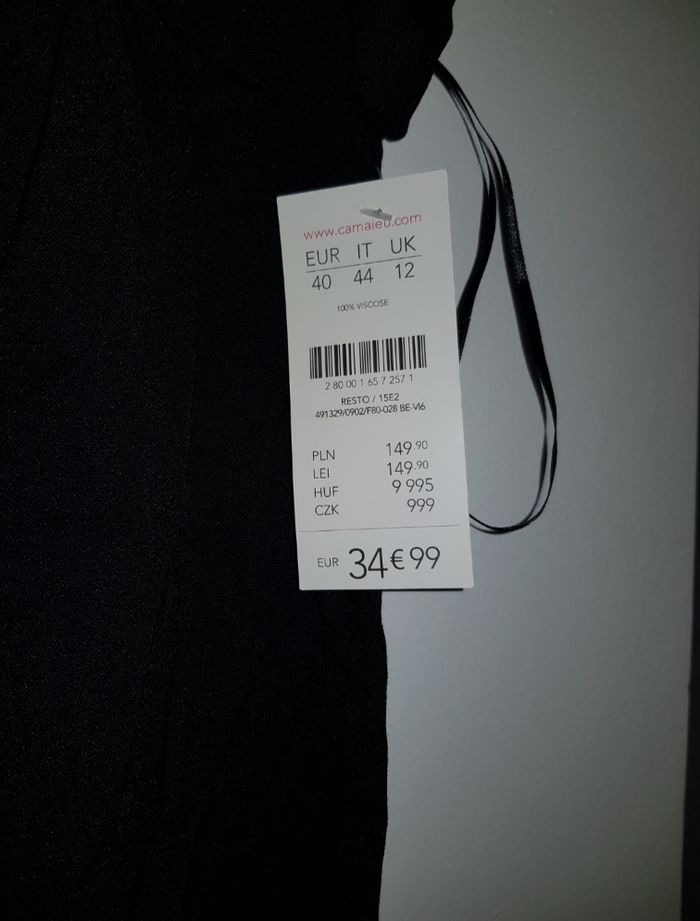 www.camaieu.com
EUR IT UK
40 44 12
100% VISCOSE
2 80 00 1 65 7 257 1
RESTO / 15E2
491329/0902/F80-028 BE-VI6
PLN 149.90
LEI 149.90
HUF 9 995
CZK 999
EUR 34€99